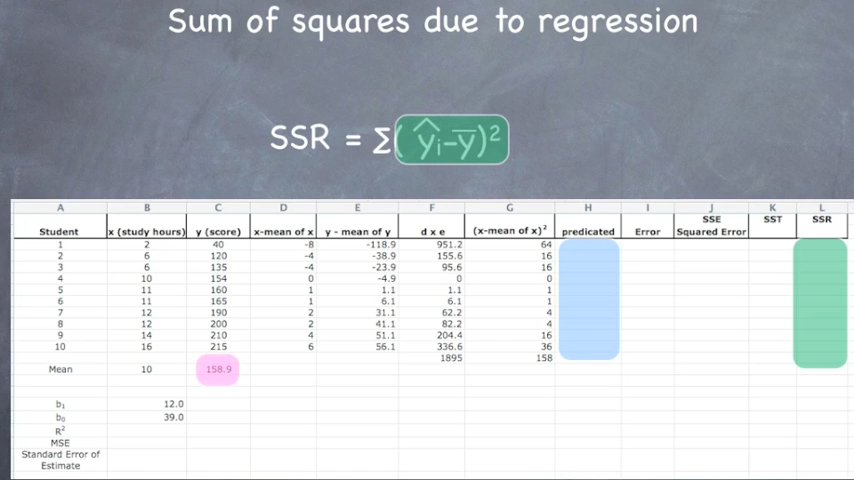 Sum of squares due to regression
SSR = Σ( ŷi-y̅)²
A B C D E F G H I J K L
Student x (study hours) y (score) x-mean of x y - mean of y d x e (x-mean of x)² predicated Error SSE Squared Error SST SSR
1 2 40 -8 -118.9 951.2 64
2 6 120 -4 -38.9 155.6 16
3 6 135 -4 -23.9 95.6 16
4 10 154 0 -4.9 0 0
5 11 160 1 1.1 1.1 1
6 11 165 1 6.1 6.1 1
7 12 190 2 31.1 62.2 4
8 12 200 2 41.1 82.2 4
9 14 210 4 51.1 204.4 16
10 16 215 6 56.1 336.6 36
1895 158
Mean 10 158.9
b₁ 12.0
b₀ 39.0
R²
MSE
Standard Error of
Estimate